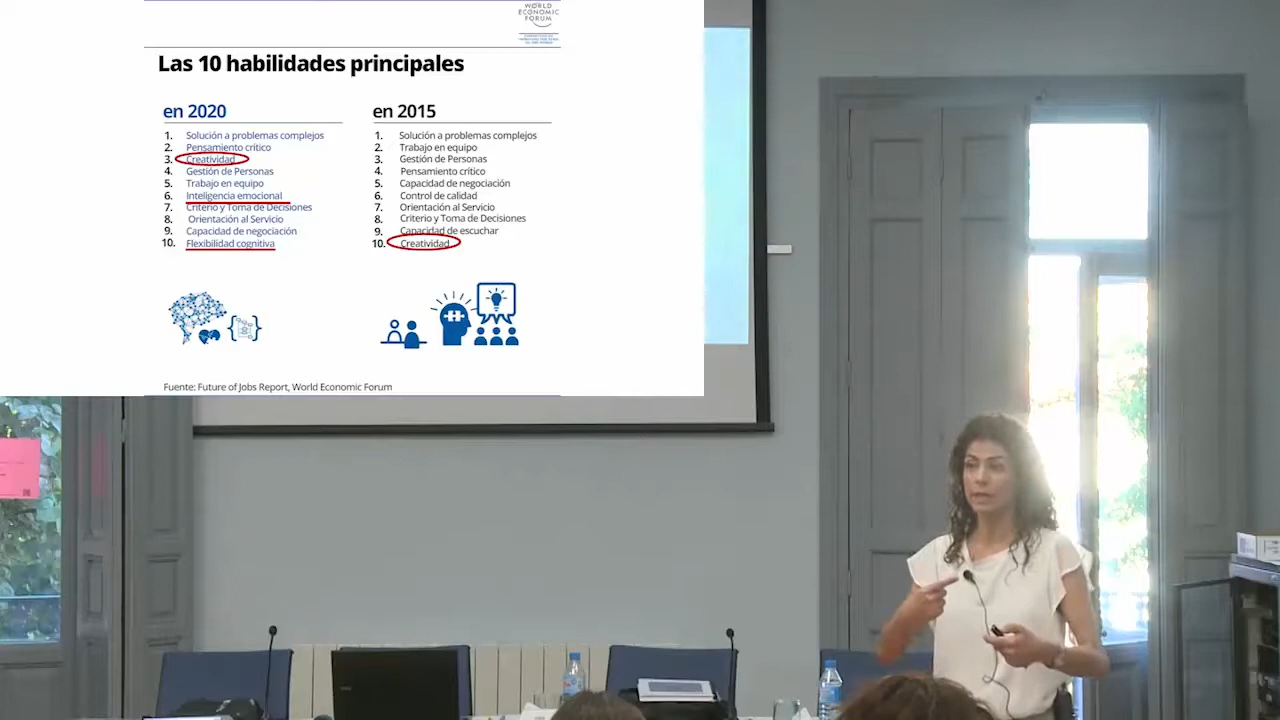 WORLD
ECONOMIC
FORUM
Las 10 habilidades principales
en 2020
1. Solución a problemas complejos
2. Pensamiento crítico
3. Creatividad
4. Gestión de Personas
5. Trabajo en equipo
6. Inteligencia emocional
7. Criterio y Toma de Decisiones
8. Orientación al Servicio
9. Capacidad de negociación
10. Flexibilidad cognitiva
en 2015
1. Solución a problemas complejos
2. Trabajo en equipo
3. Gestión de Personas
4. Pensamiento crítico
5. Capacidad de negociación
6. Control de calidad
7. Orientación al Servicio
8. Criterio y Toma de Decisiones
9. Capacidad de escuchar
10. Creatividad
Fuente: Future of Jobs Report, World Economic Forum